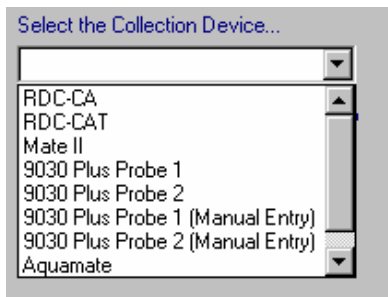 Select the Collection Device...
RDC-CA
RDC-CAT
Mate II
9030 Plus Probe 1
9030 Plus Probe 2
9030 Plus Probe 1 (Manual Entry)
9030 Plus Probe 2 (Manual Entry)
Aquamate